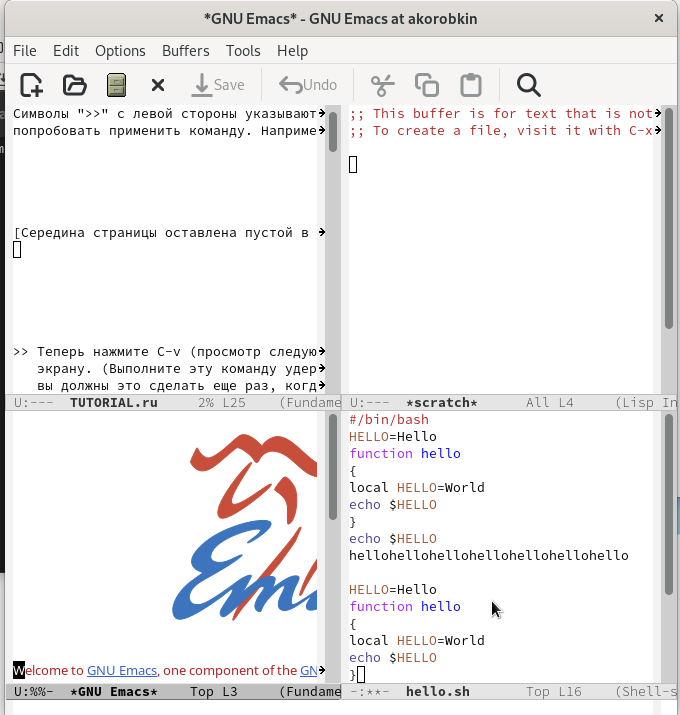 *GNU Emacs* - GNU Emacs at akorobkin
File Edit Options Buffers Tools Help
Save Undo
Символы ">>" с левой стороны указывают
попробовать применить команду. Наприме
[Середина страницы оставлена пустой в
>> Теперь нажмите C-v (просмотр следую
экрану. (Выполните эту команду удер
вы должны это сделать еще раз, когд
U:--- TUTORIAL.ru 2% L25 (Fundame
;; This buffer is for text that is not
;; To create a file, visit it with C-x
U:--- *scratch* All L4 (Lisp In
Em
Welcome to GNU Emacs, one component of the GN
U:%%- *GNU Emacs* Top L3 (Fundame
#/bin/bash
HELLO=Hello
function hello
{
local HELLO=World
echo $HELLO
}
echo $HELLO
hellohellohellohellohellohellohello
HELLO=Hello
function hello
{
local HELLO=World
echo $HELLO
}
-:**- hello.sh Top L16 (Shell-s